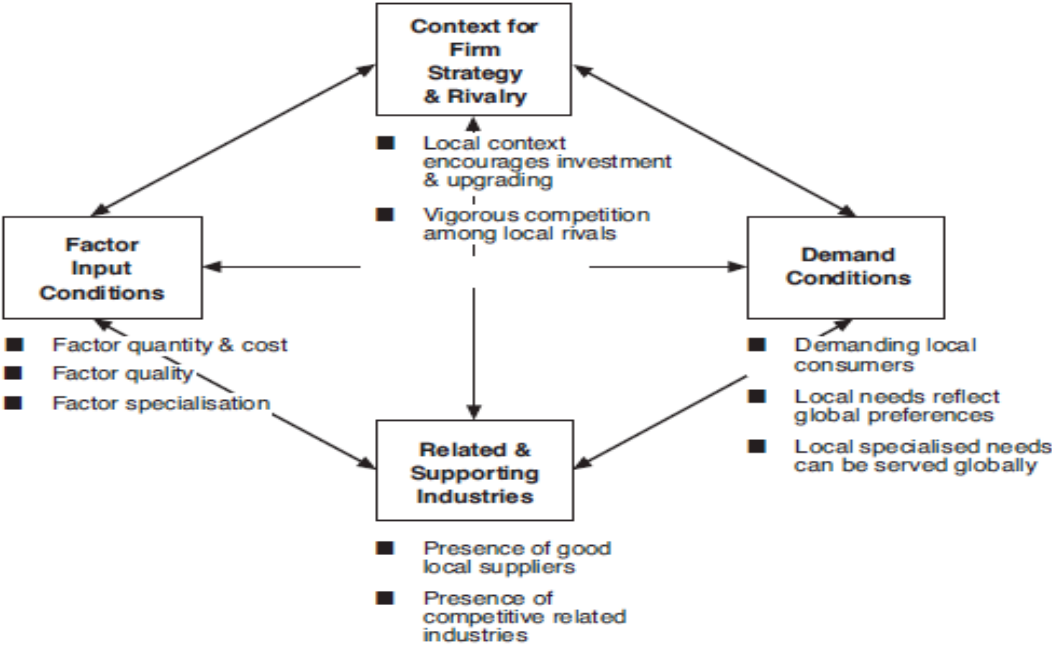 Context for
Firm
Strategy
& Rivalry
■ Local context
encourages investment
& upgrading
■ Vigorous competition
among local rivals
Factor
Input
Conditions
■ Factor quantity & cost
■ Factor quality
■ Factor specialisation
Demand
Conditions
■ Demanding local
consumers
■ Local needs reflect
global preferences
■ Local specialised needs
can be served globally
Related &
Supporting
Industries
■ Presence of good
local suppliers
■ Presence of
competitive related
industries